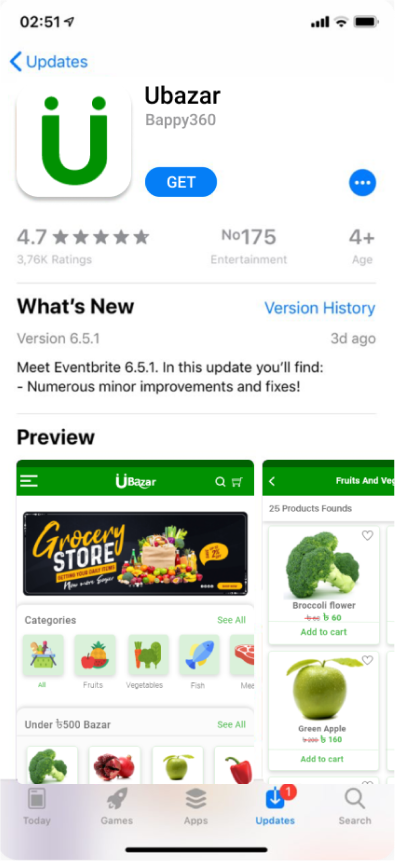 02:51
Updates
Ubazar
Bappy360
GET
4.7
No175
4+
3,76K Ratings
Entertainment
Age
What's New
Version History
Version 6.5.1
3d ago
Meet Eventbrite 6.5.1. In this update you'll find:
- Numerous minor improvements and fixes!
Preview
ÜBazar
Grocery
STORE
Categories
See All
All
Fruits
Vegetables
Fish
Under ৳500 Bazar
See All
Fruits And
25 Products Founds
Broccoli flower
৳ 60
Add to cart
Green Apple
৳ 200 ৳ 160
Add to cart
1
Today
Games
Apps
Updates
Search